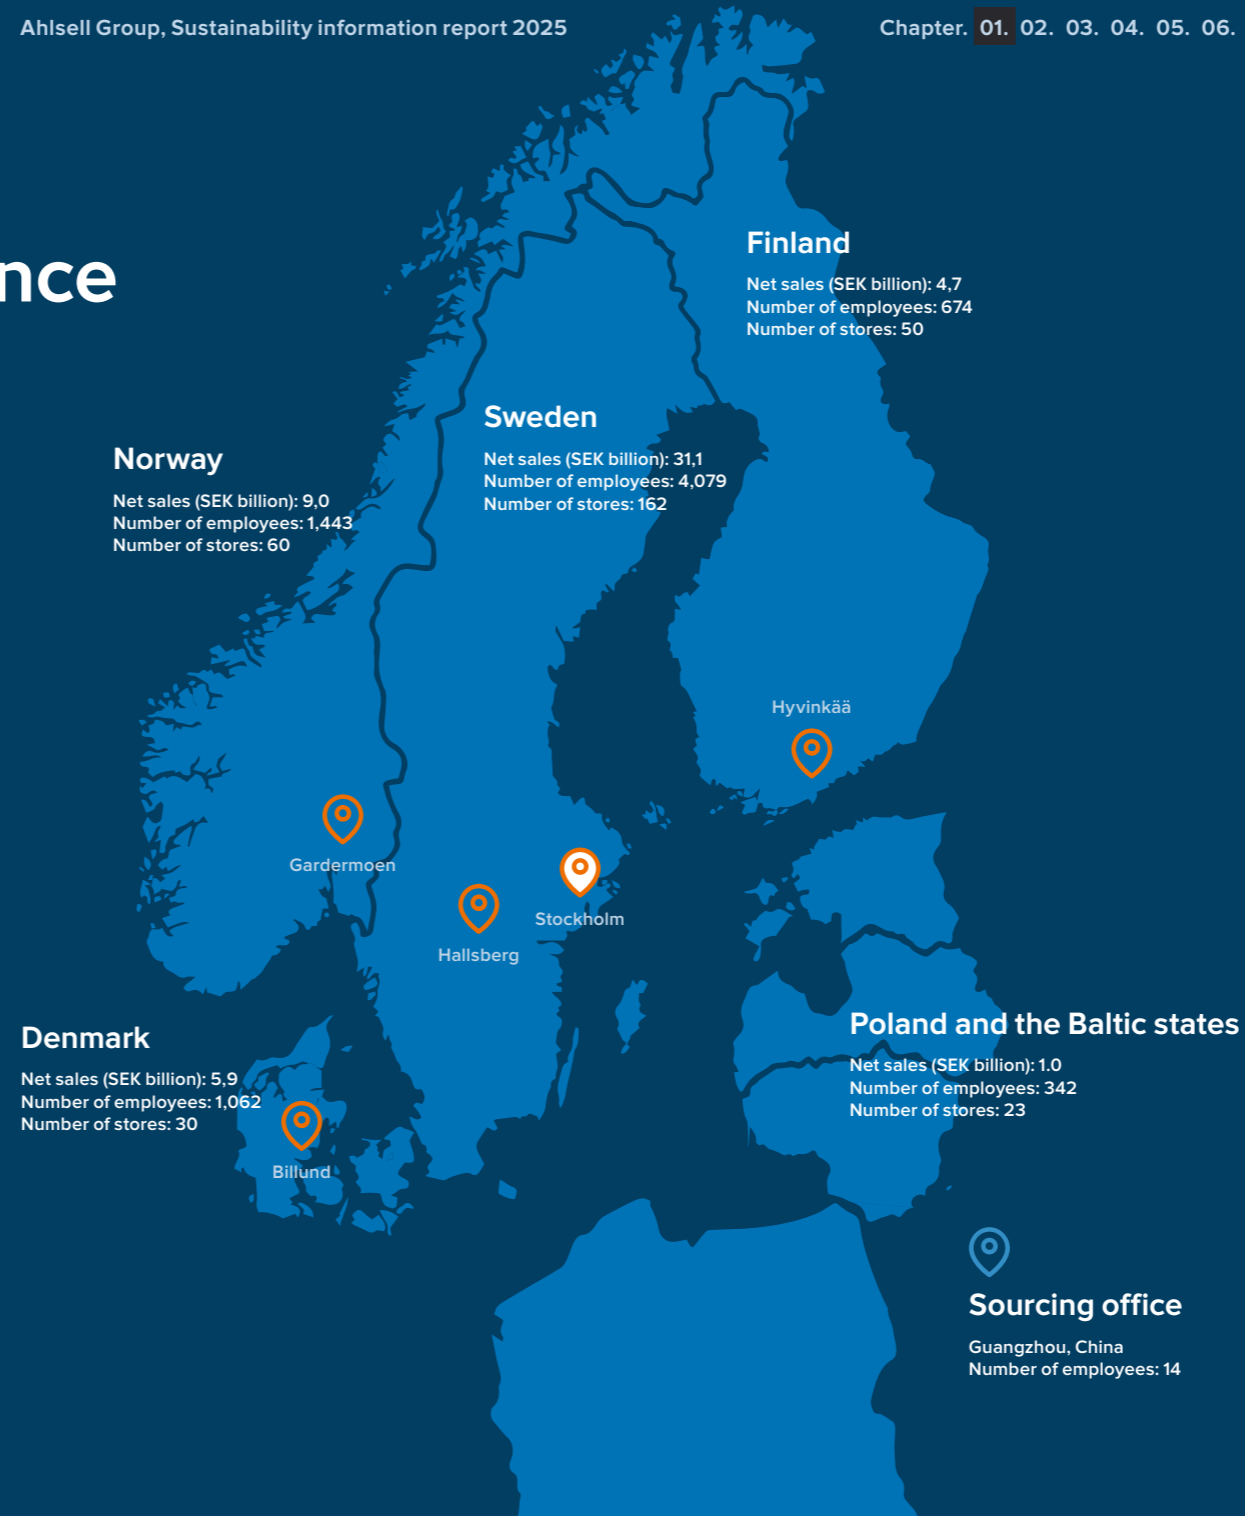 Ahlsell Group, Sustainability information report 2025
Chapter. 01. 02. 03. 04. 05. 06.
nce
Finland
Net sales (SEK billion): 4,7
Number of employees: 674
Number of stores: 50
Sweden
Net sales (SEK billion): 31,1
Number of employees: 4,079
Number of stores: 162
Norway
Net sales (SEK billion): 9,0
Number of employees: 1,443
Number of stores: 60
Hyvinkää
Gardermoen
Stockholm
Hallsberg
Denmark
Net sales (SEK billion): 5,9
Number of employees: 1,062
Number of stores: 30
Billund
Poland and the Baltic states
Net sales (SEK billion): 1.0
Number of employees: 342
Number of stores: 23
Sourcing office
Guangzhou, China
Number of employees: 14